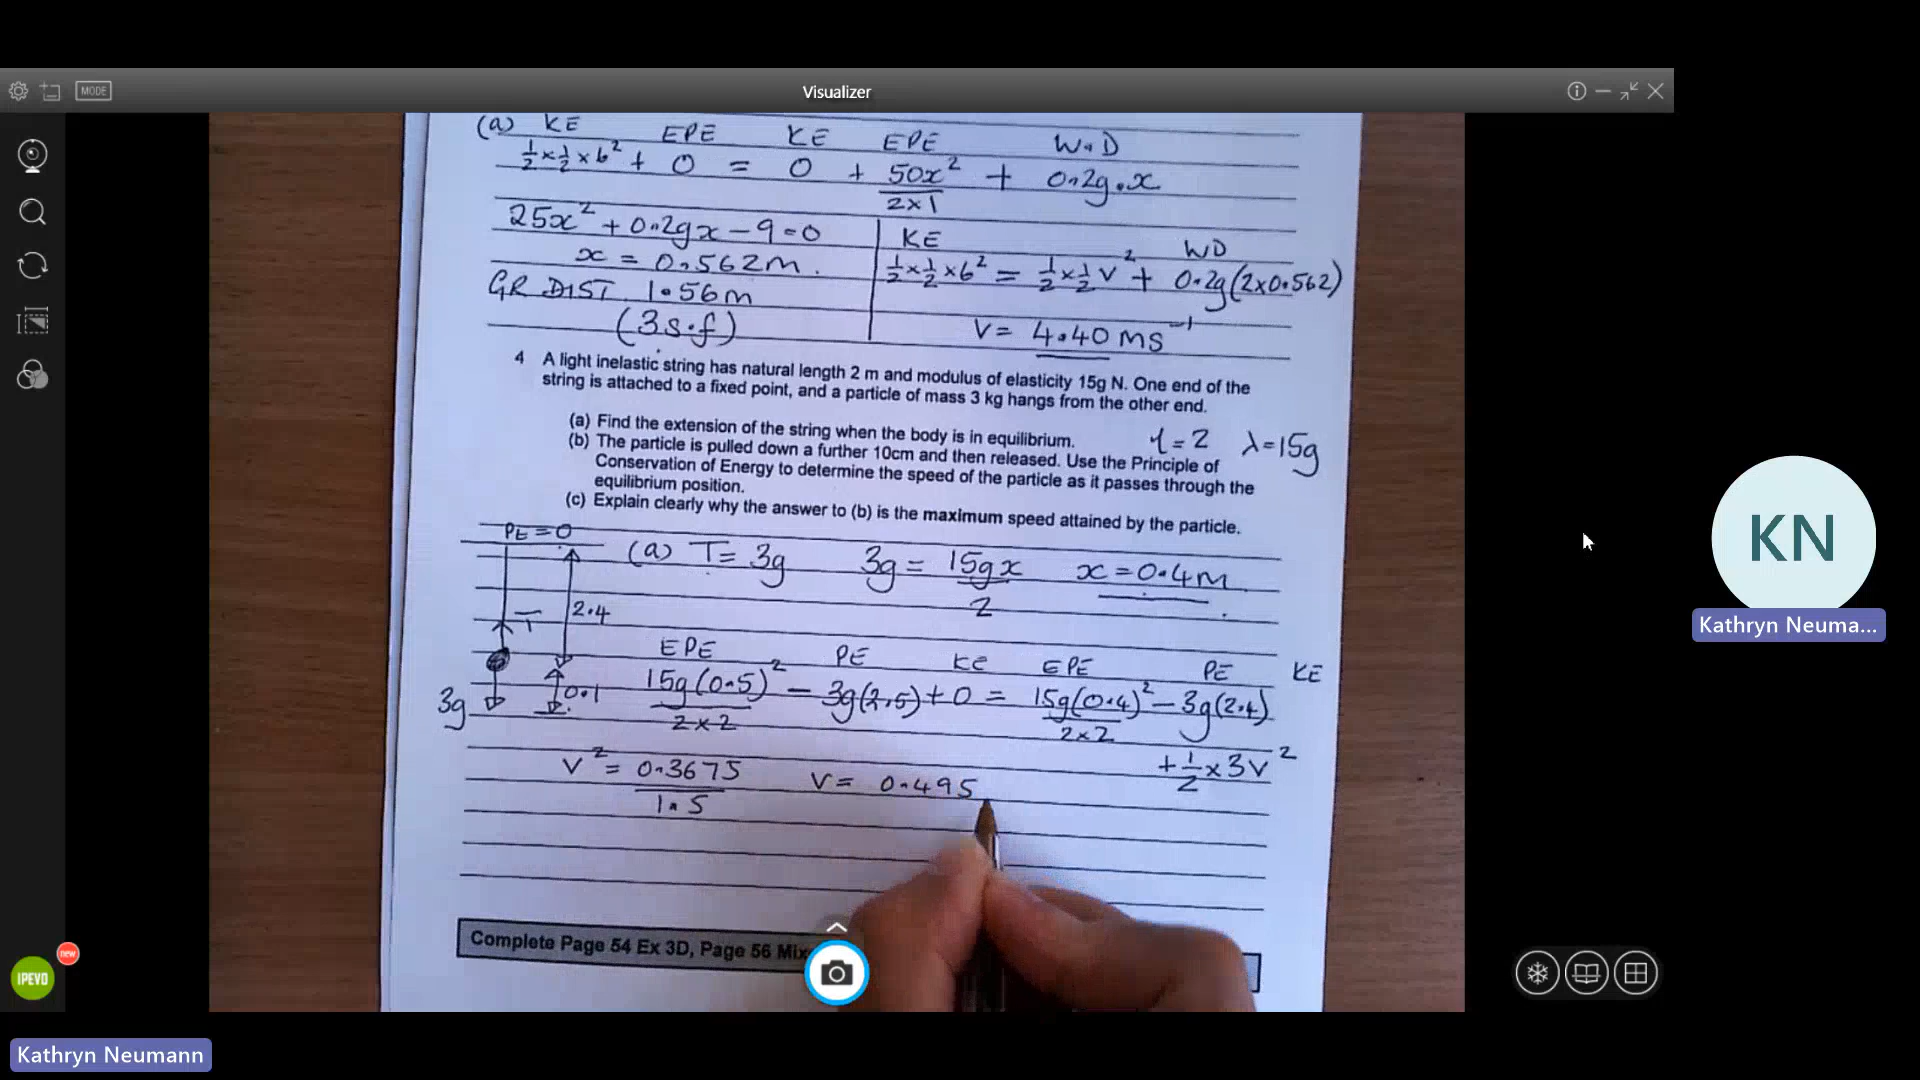 Visualizer
MODE
(a) KE EPE KE EPE W.D
½ × ½ × 6² + 0 = 0 + 50x²/2×1 + 0.2g.x
25x² + 0.2gx - 9 = 0
x = 0.562m.
GR DIST 1.56m
(3s.f)
KE WD
½ × ½ × 6² = ½ × ½ v² + 0.2g(2×0.562)
V = 4.40 ms⁻¹
4 A light inelastic string has natural length 2 m and modulus of elasticity 15g N. One end of the
string is attached to a fixed point, and a particle of mass 3 kg hangs from the other end.
(a) Find the extension of the string when the body is in equilibrium.
(b) The particle is pulled down a further 10cm and then released. Use the Principle of
Conservation of Energy to determine the speed of the particle as it passes through the
equilibrium position.
(c) Explain clearly why the answer to (b) is the maximum speed attained by the particle.
l = 2 λ = 15g
PE = 0
(a) T = 3g 3g = 15gx/2 x = 0.4m
T
2.4
0.1
3g
EPE PE KE EPE PE KE
15g(0.5)²/2×2 - 3g(2.5) + 0 = 15g(0.4)²/2×2 - 3g(2.4)
+ ½ × 3v²
v² = 0.3675/1.5 V = 0.495
Complete Page 54 Ex 3D, Page 56 Mix
KN
Kathryn Neuma...
new
IPEVO
Kathryn Neumann